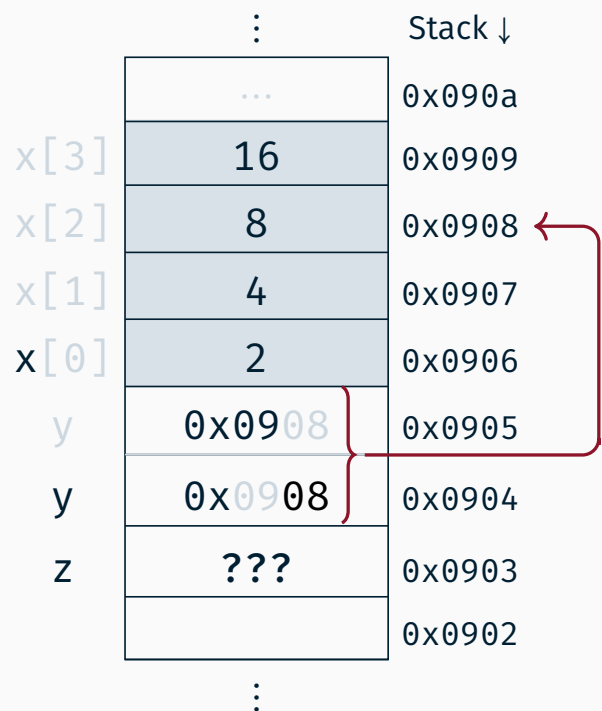 ⋮ Stack ↓
... 0x090a
x[3] 16 0x0909
x[2] 8 0x0908
x[1] 4 0x0907
x[0] 2 0x0906
y 0x0908 0x0905
y 0x0908 0x0904
z ??? 0x0903
0x0902
⋮